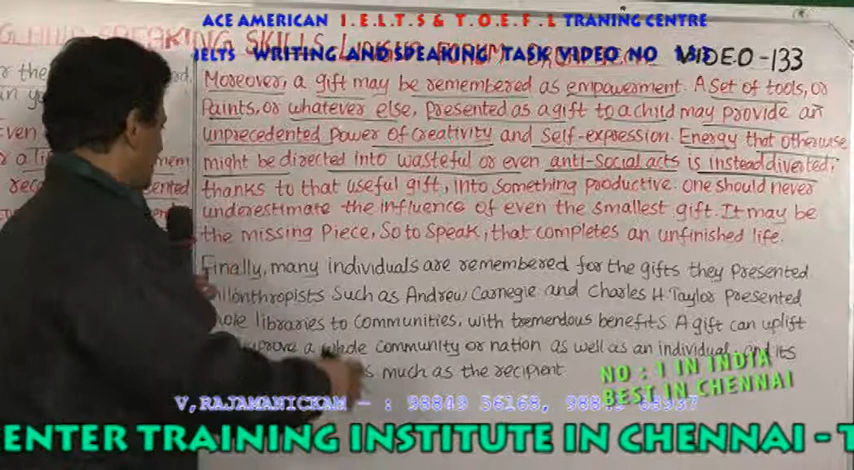 ACE AMERICAN I.E.L.T.S & T.O.E.F.L TRANING CENTRE
IELTS WRITING AND SPEAKING TASK VIDEO NO
VIDEO-133
SPEAKING SKILLS
Moreover, a gift may be remembered as empowerment. A Set of tools, or
Paints, or whatever else, presented as a gift to a child may provide an
unprecedented power of creativity and self-expression. Energy that otherwise
might be directed into wasteful or even anti-social acts is instead diverted,
thanks to that useful gift, into something productive. One should never
underestimate the influence of even the smallest gift. It may be
the missing Piece, So to Speak, that completes an unfinished life.
Finally, many individuals are remembered for the gifts they presented
Such as Andrew Carnegie and Charles H Taylor presented
libraries to communities, with tremendous benefits. A gift can uplift
a whole community or nation as well as an individual, and its
much as the recipient
NO : 1 IN INDIA
BEST IN CHENNAI
V,RAJAMANICKAM - : 98849 56168,
ENTER TRAINING INSTITUTE IN CHENNAI - T